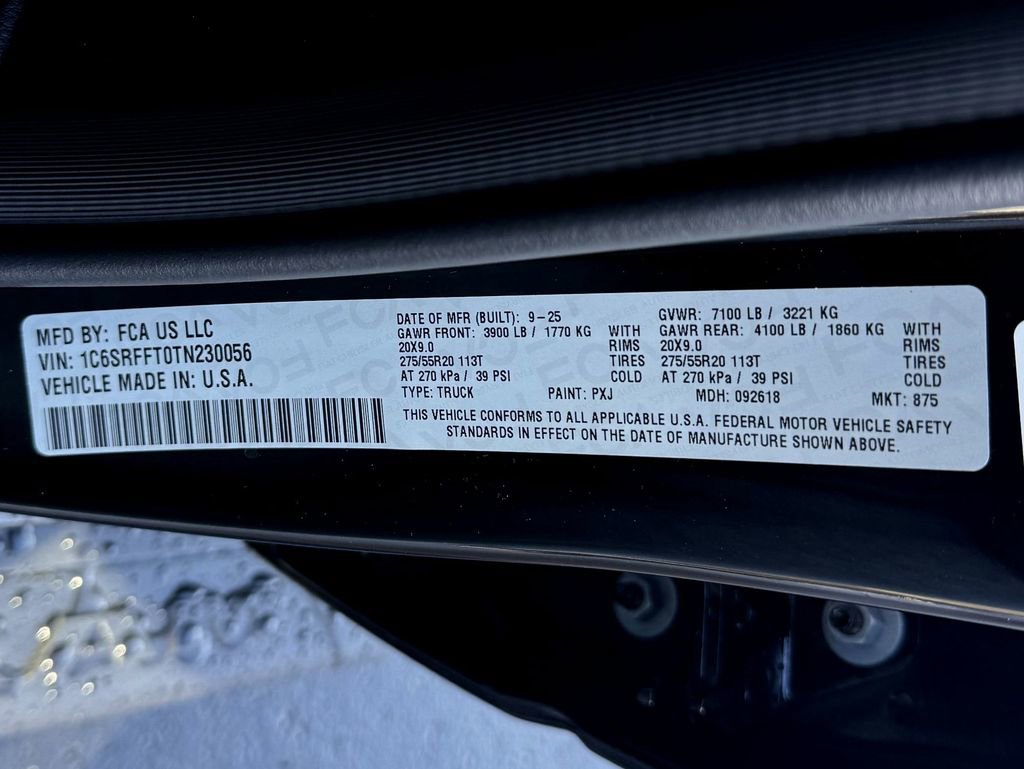 MFD BY: FCA US LLC
VIN: 1C6SRFFT0TN230056
VEHICLE MADE IN: U.S.A.
DATE OF MFR (BUILT): 9-25
GAWR FRONT: 3900 LB / 1770 KG WITH
20X9.0 RIMS
275/55R20 113T TIRES
AT 270 kPa / 39 PSI COLD
GVWR: 7100 LB / 3221 KG
GAWR REAR: 4100 LB / 1860 KG WITH
20X9.0 RIMS
275/55R20 113T TIRES
AT 270 kPa / 39 PSI COLD
TYPE: TRUCK PAINT: PXJ MDH: 092618 MKT: 875
THIS VEHICLE CONFORMS TO ALL APPLICABLE U.S.A. FEDERAL MOTOR VEHICLE SAFETY
STANDARDS IN EFFECT ON THE DATE OF MANUFACTURE SHOWN ABOVE.